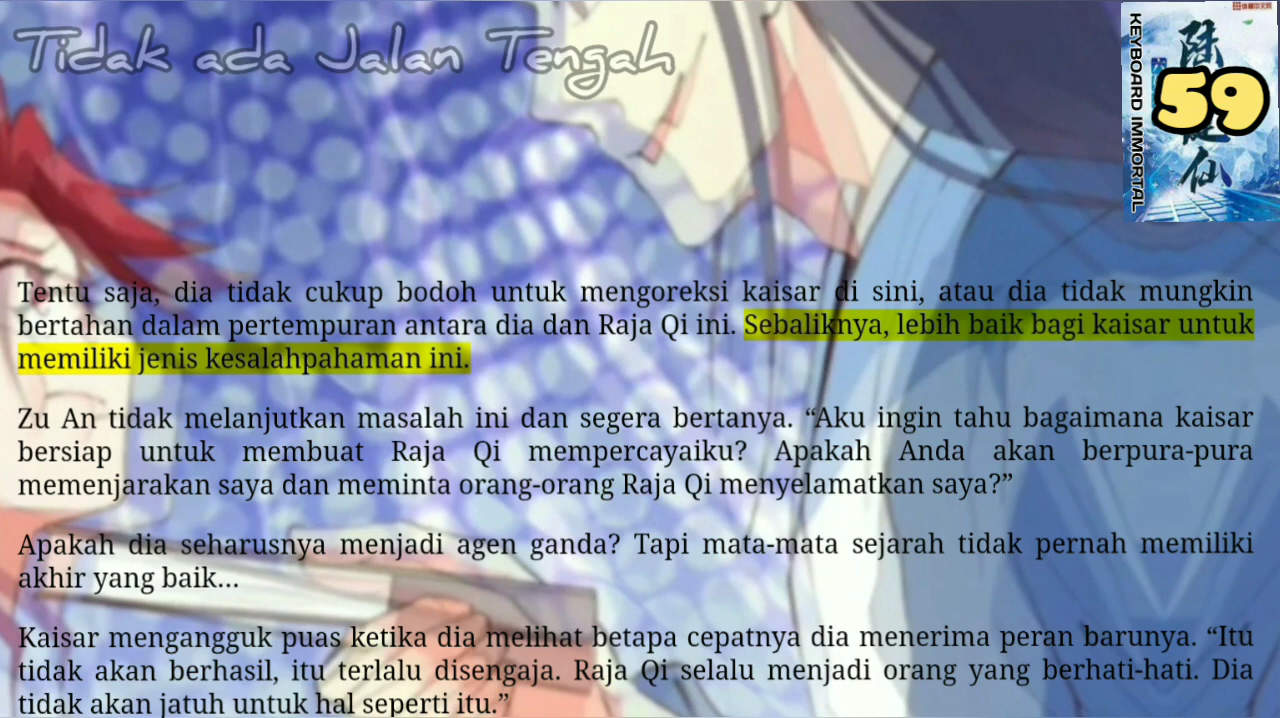 Tidak ada Jalan Tengah
KEYBOARD IMMORTAL
59
Tentu saja, dia tidak cukup bodoh untuk mengoreksi kaisar di sini, atau dia tidak mungkin
bertahan dalam pertempuran antara dia dan Raja Qi ini. Sebaliknya, lebih baik bagi kaisar untuk
memiliki jenis kesalahpahaman ini.
Zu An tidak melanjutkan masalah ini dan segera bertanya. “Aku ingin tahu bagaimana kaisar
bersiap untuk membuat Raja Qi mempercayaiku? Apakah Anda akan berpura-pura
memenjarakan saya dan meminta orang-orang Raja Qi menyelamatkan saya?”
Apakah dia seharusnya menjadi agen ganda? Tapi mata-mata sejarah tidak pernah memiliki
akhir yang baik…
Kaisar mengangguk puas ketika dia melihat betapa cepatnya dia menerima peran barunya. “Itu
tidak akan berhasil, itu terlalu disengaja. Raja Qi selalu menjadi orang yang berhati-hati. Dia
tidak akan jatuh untuk hal seperti itu.”